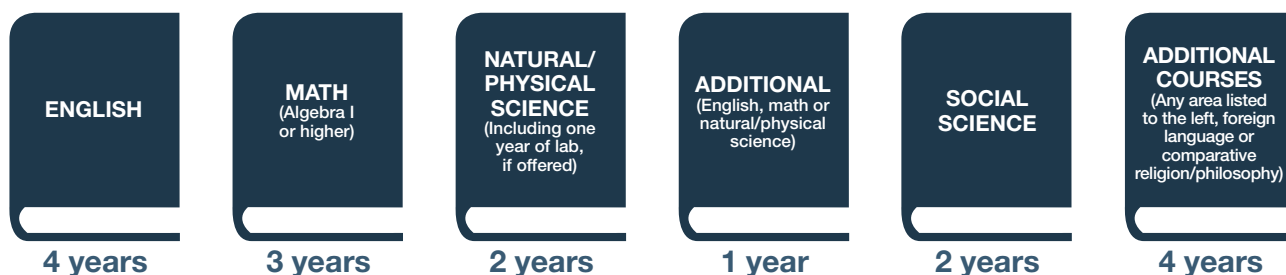 ENGLISH
4 years
MATH
(Algebra I
or higher)
3 years
NATURAL/
PHYSICAL
SCIENCE
(Including one
year of lab,
if offered)
2 years
ADDITIONAL
(English, math or
natural/physical
science)
1 year
SOCIAL
SCIENCE
2 years
ADDITIONAL
COURSES
(Any area listed
to the left, foreign
language or
comparative
religion/philosophy)
4 years